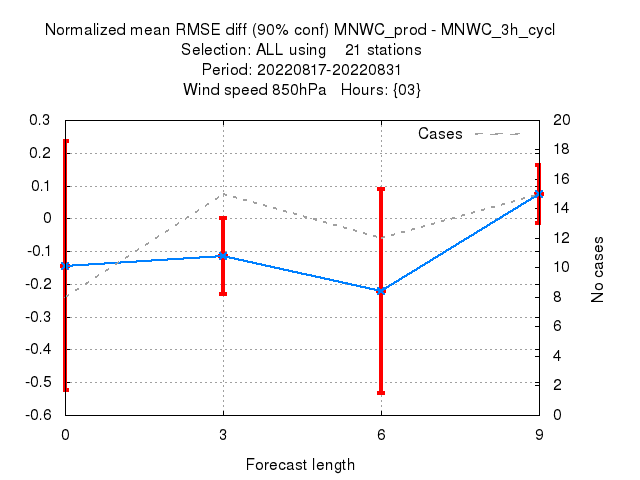 Normalized mean RMSE diff (90% conf) MNWC_prod - MNWC_3h_cycl
Selection: ALL using 21 stations
Period: 20220817-20220831
Wind speed 850hPa Hours: {03}
Cases
0.3
0.2
0.1
0
-0.1
-0.2
-0.3
-0.4
-0.5
-0.6
20
18
16
14
12
10
8
6
4
2
0
No cases
0 3 6 9
Forecast length